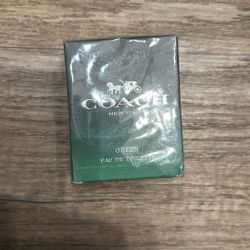 COACH
NEW YORK
GREEN
EAU DE TOILETTE